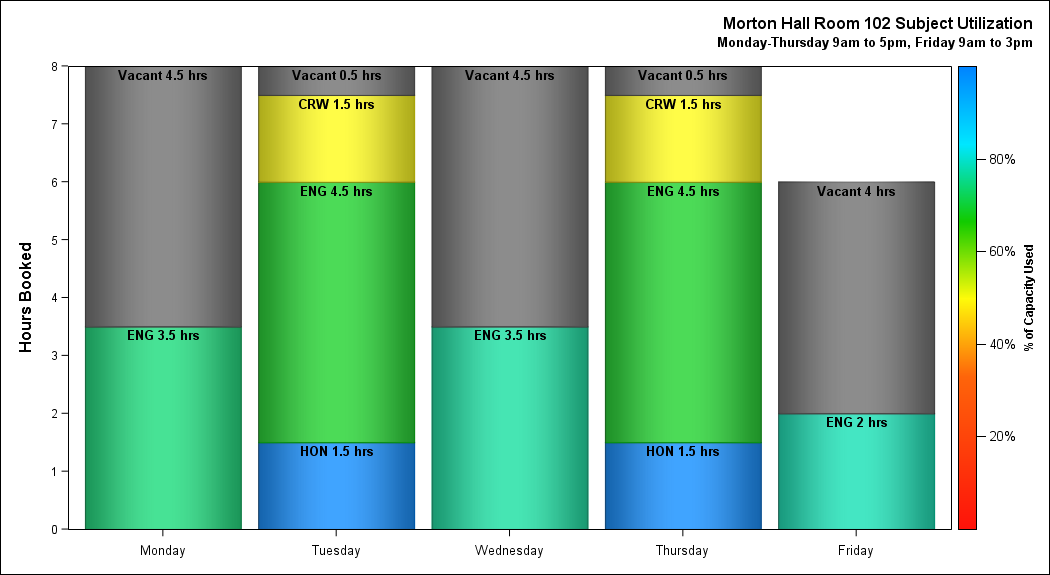 Morton Hall Room 102 Subject Utilization
Monday-Thursday 9am to 5pm, Friday 9am to 3pm
Hours Booked
8
7
6
5
4
3
2
1
0
Vacant 4.5 hrs
ENG 3.5 hrs
Vacant 0.5 hrs
CRW 1.5 hrs
ENG 4.5 hrs
HON 1.5 hrs
Vacant 4.5 hrs
ENG 3.5 hrs
Vacant 0.5 hrs
CRW 1.5 hrs
ENG 4.5 hrs
HON 1.5 hrs
Vacant 4 hrs
ENG 2 hrs
Monday
Tuesday
Wednesday
Thursday
Friday
80%
60%
40%
20%
% of Capacity Used